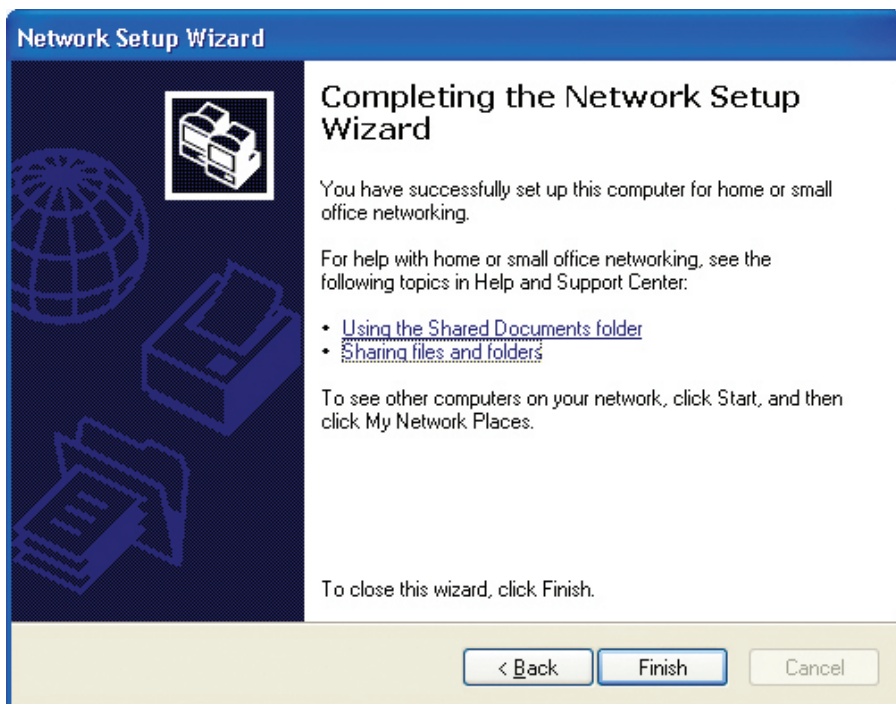 Network Setup Wizard
Completing the Network Setup
Wizard
You have successfully set up this computer for home or small
office networking.
For help with home or small office networking, see the
following topics in Help and Support Center:
• Using the Shared Documents folder
• Sharing files and folders
To see other computers on your network, click Start, and then
click My Network Places.
To close this wizard, click Finish.
< Back Finish Cancel